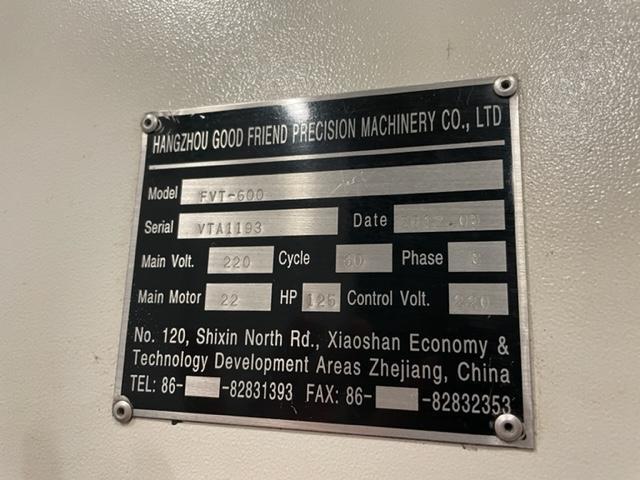 HANGZHOU GOOD FRIEND PRECISION MACHINERY CO., LTD
Model FVT-600
Serial VTA1193 Date
Main Volt. 220 Cycle 60 Phase 3
Main Motor 22 HP 125 Control Volt. 220
No. 120, Shixin North Rd., Xiaoshan Economy &
Technology Development Areas Zhejiang, China
TEL: 86- -82831393 FAX: 86- -82832353